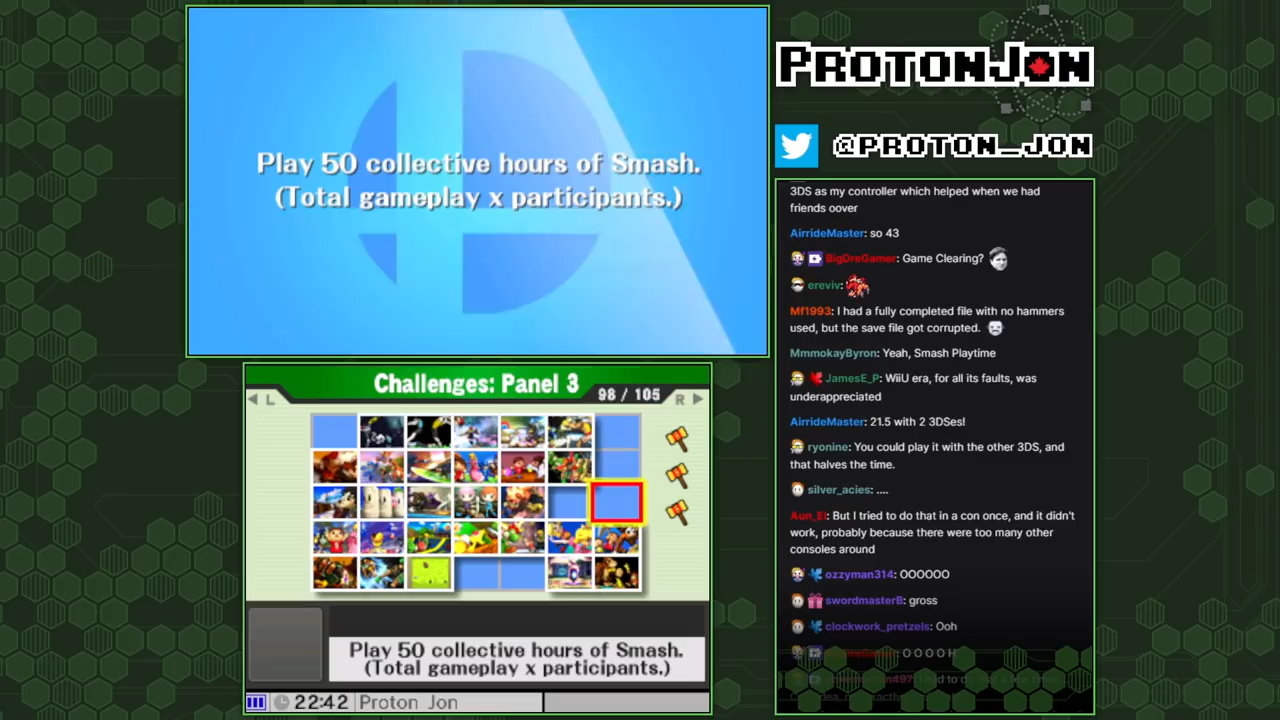 Play 50 collective hours of Smash.
(Total gameplay x participants.)
Challenges: Panel 3
98 / 105
L
R
Play 50 collective hours of Smash.
(Total gameplay x participants.)
22:42
Proton Jon
PROTONJON
@PROTON_JON
3DS as my controller which helped when we had
friends oover
AirrideMaster: so 43
BigDreGamer: Game Clearing?
ereviv:
Mf1993: I had a fully completed file with no hammers
used, but the save file got corrupted.
MmmokayByron: Yeah, Smash Playtime
JamesE_P: WiiU era, for all its faults, was
underappreciated
AirrideMaster: 21.5 with 2 3DSes!
ryonine: You could play it with the other 3DS, and
that halves the time.
silver_acies: ....
Aun_El: But I tried to do that in a con once, and it didn't
work, probably because there were too many other
consoles around
ozzyman314: OOOOOO
swordmasterB: gross
clockwork_pretzels: Ooh
O O O O H